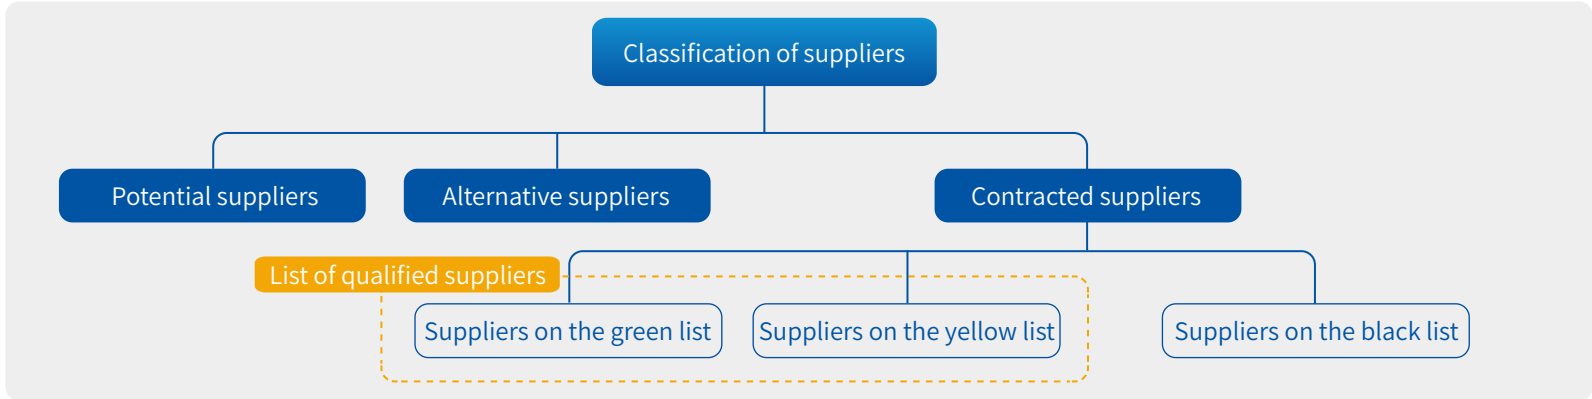 Classification of suppliers
Potential suppliers
Alternative suppliers
Contracted suppliers
List of qualified suppliers
Suppliers on the green list
Suppliers on the yellow list
Suppliers on the black list